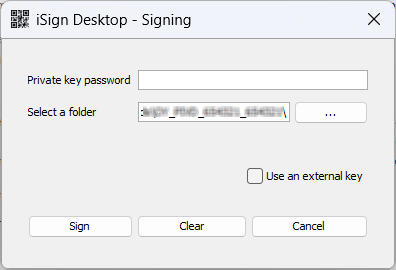 iSign Desktop - Signing
Private key password
Select a folder
...
Use an external key
Sign Clear Cancel